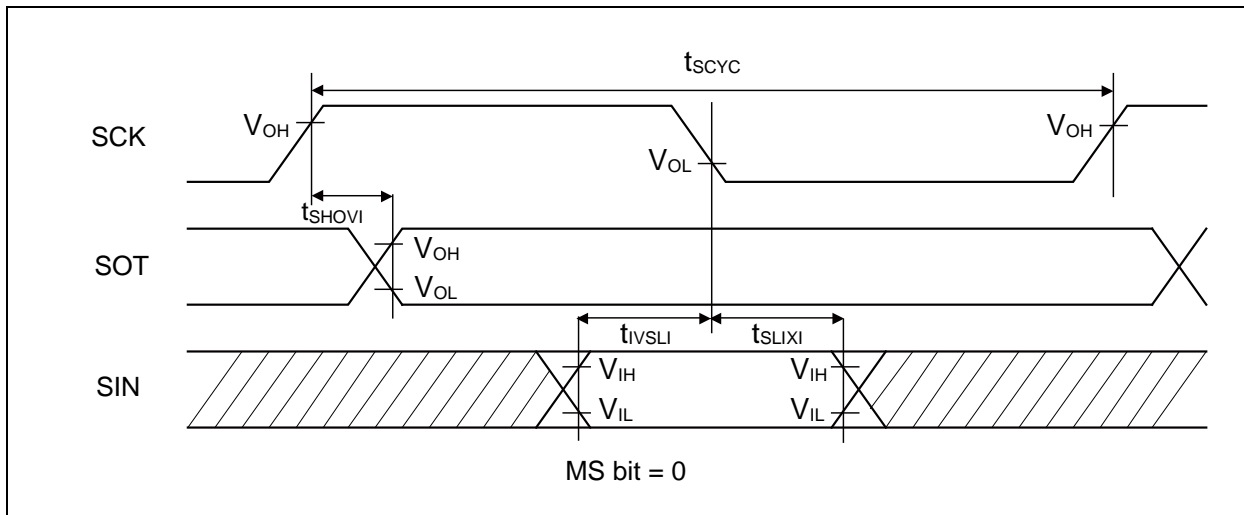 tSCYC
SCK
VOH
VOL
VOH
tSHOVI
SOT
VOH
VOL
tIVSLI
tSLIXI
SIN
VIH
VIL
VIH
VIL
MS bit = 0